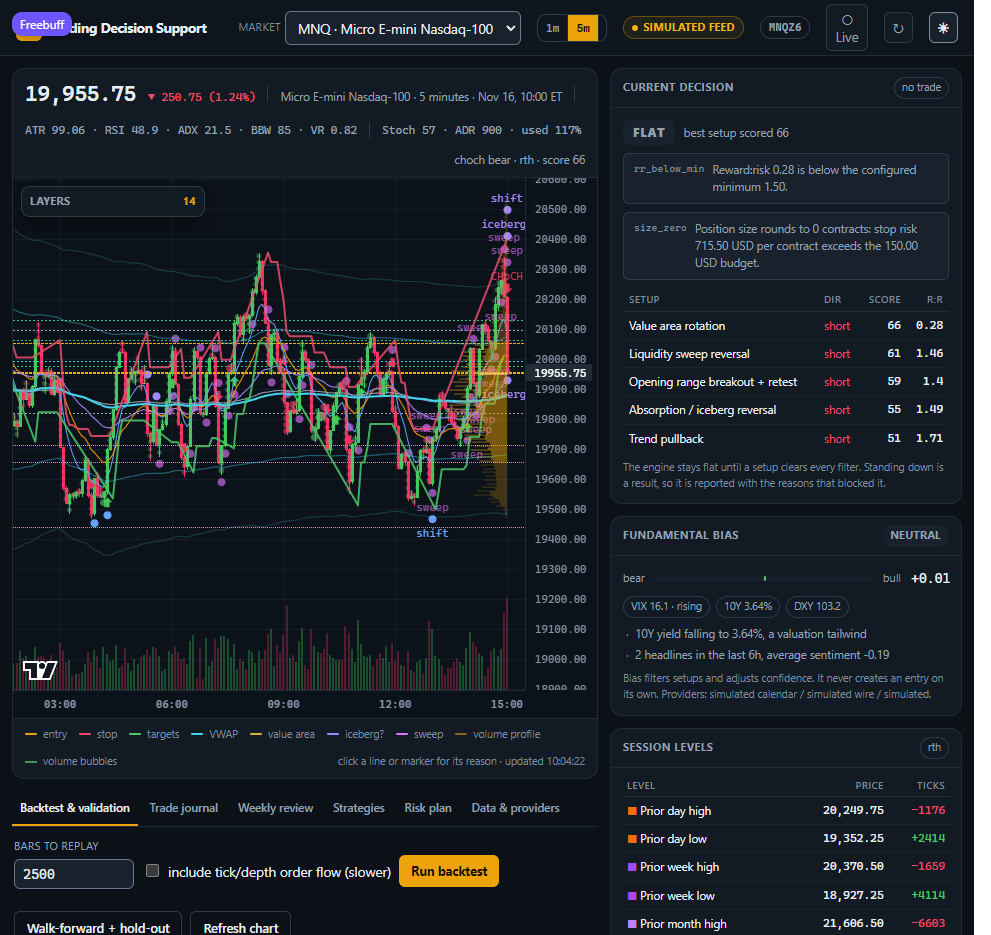 Freebuff
ding Decision Support
MARKET
MNQ · Micro E-mini Nasdaq-100
1m
5m
SIMULATED FEED
MNQZ6
Live
19,955.75
▼ 250.75 (1.24%)
Micro E-mini Nasdaq-100 · 5 minutes · Nov 16, 10:00 ET
ATR 99.06 · RSI 48.9 · ADX 21.5 · BBW 85 · VR 0.82
Stoch 57 · ADR 900 · used 117%
choch bear · rth · score 66
LAYERS 14
shift
iceberg
sweep
sweep
CHoCH
sweep
sweep
iceberg
sweep
sweep
sweep
sweep
sweep
sweep
shift
20600.00
20500.00
20400.00
20300.00
20200.00
20100.00
20000.00
19955.75
19900.00
19800.00
19700.00
19600.00
19500.00
19400.00
19300.00
19200.00
19100.00
19000.00
18900.00
03:00
06:00
09:00
12:00
15:00
entry
stop
targets
VWAP
value area
iceberg?
sweep
volume profile
volume bubbles
click a line or marker for its reason · updated 10:04:22
Backtest & validation
Trade journal
Weekly review
Strategies
Risk plan
Data & providers
BARS TO REPLAY
2500
include tick/depth order flow (slower)
Run backtest
Walk-forward + hold-out
Refresh chart
CURRENT DECISION
no trade
FLAT
best setup scored 66
rr_below_min Reward:risk 0.28 is below the configured
minimum 1.50.
size_zero Position size rounds to 0 contracts: stop risk
715.50 USD per contract exceeds the 150.00
USD budget.
SETUP DIR SCORE R:R
Value area rotation short 66 0.28
Liquidity sweep reversal short 61 1.46
Opening range breakout + retest short 59 1.4
Absorption / iceberg reversal short 55 1.49
Trend pullback short 51 1.71
The engine stays flat until a setup clears every filter. Standing down is
a result, so it is reported with the reasons that blocked it.
FUNDAMENTAL BIAS
NEUTRAL
bear
bull
+0.01
VIX 16.1 · rising
10Y 3.64%
DXY 103.2
· 10Y yield falling to 3.64%, a valuation tailwind
· 2 headlines in the last 6h, average sentiment -0.19
Bias filters setups and adjusts confidence. It never creates an entry on
its own. Providers: simulated calendar / simulated wire / simulated.
SESSION LEVELS
rth
LEVEL PRICE TICKS
Prior day high 20,249.75 −1176
Prior day low 19,352.25 +2414
Prior week high 20,370.50 −1659
Prior week low 18,927.25 +4114
Prior month high 21,606.50 −6603